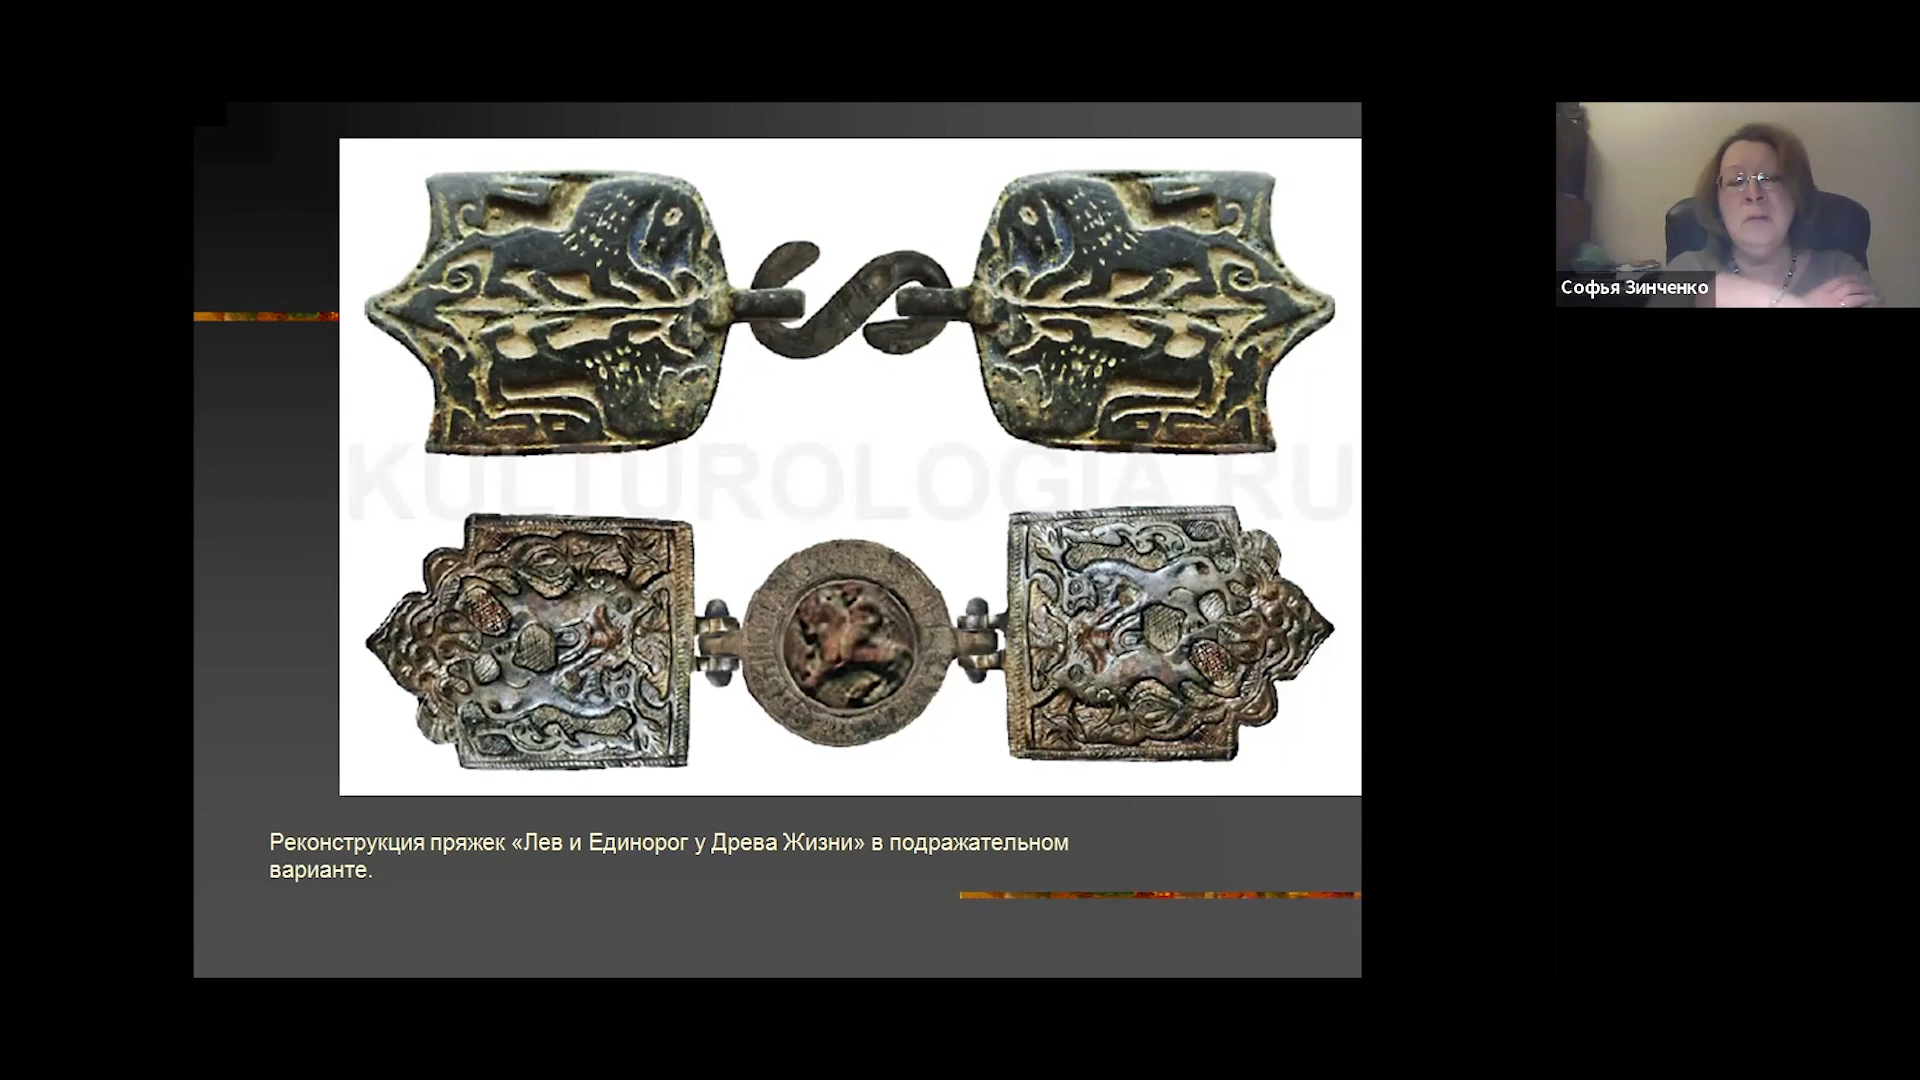 Софья Зинченко
KULTUROLOGIA.RU
Реконструкция пряжек «Лев и Единорог у Древа Жизни» в подражательном
варианте.